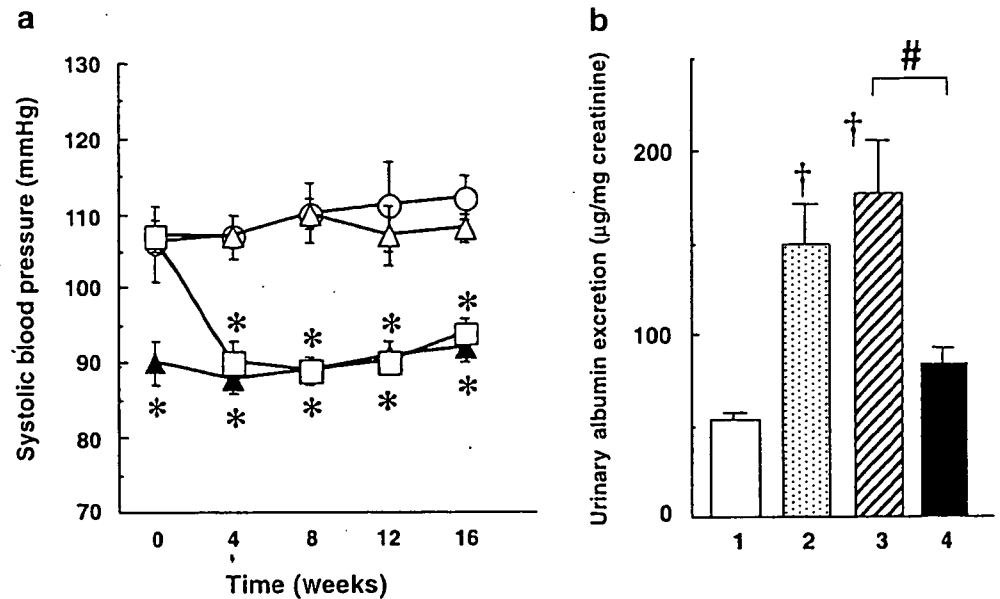 a
Systolic blood pressure (mmHg)
130
120
110
100
90
80
70
* * * *
* * * * *
0 4 8 12 16
Time (weeks)
b
Urinary albumin excretion (µg/mg creatinine)
200
100
0
#
† †
1 2 3 4